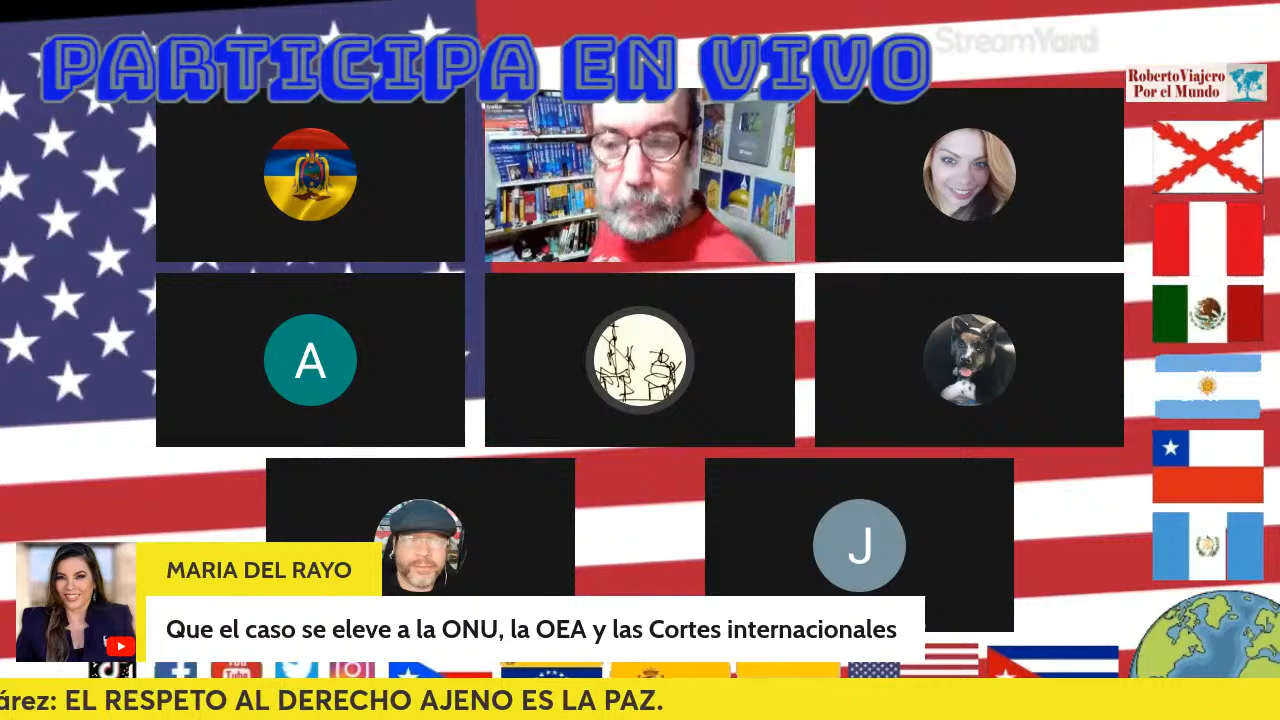 PARTICIPA EN VIVO
StreamYard
RobertoViajero
Por el Mundo
A
J
MARIA DEL RAYO
Que el caso se eleve a la ONU, la OEA y las Cortes internacionales
árez: EL RESPETO AL DERECHO AJENO ES LA PAZ.